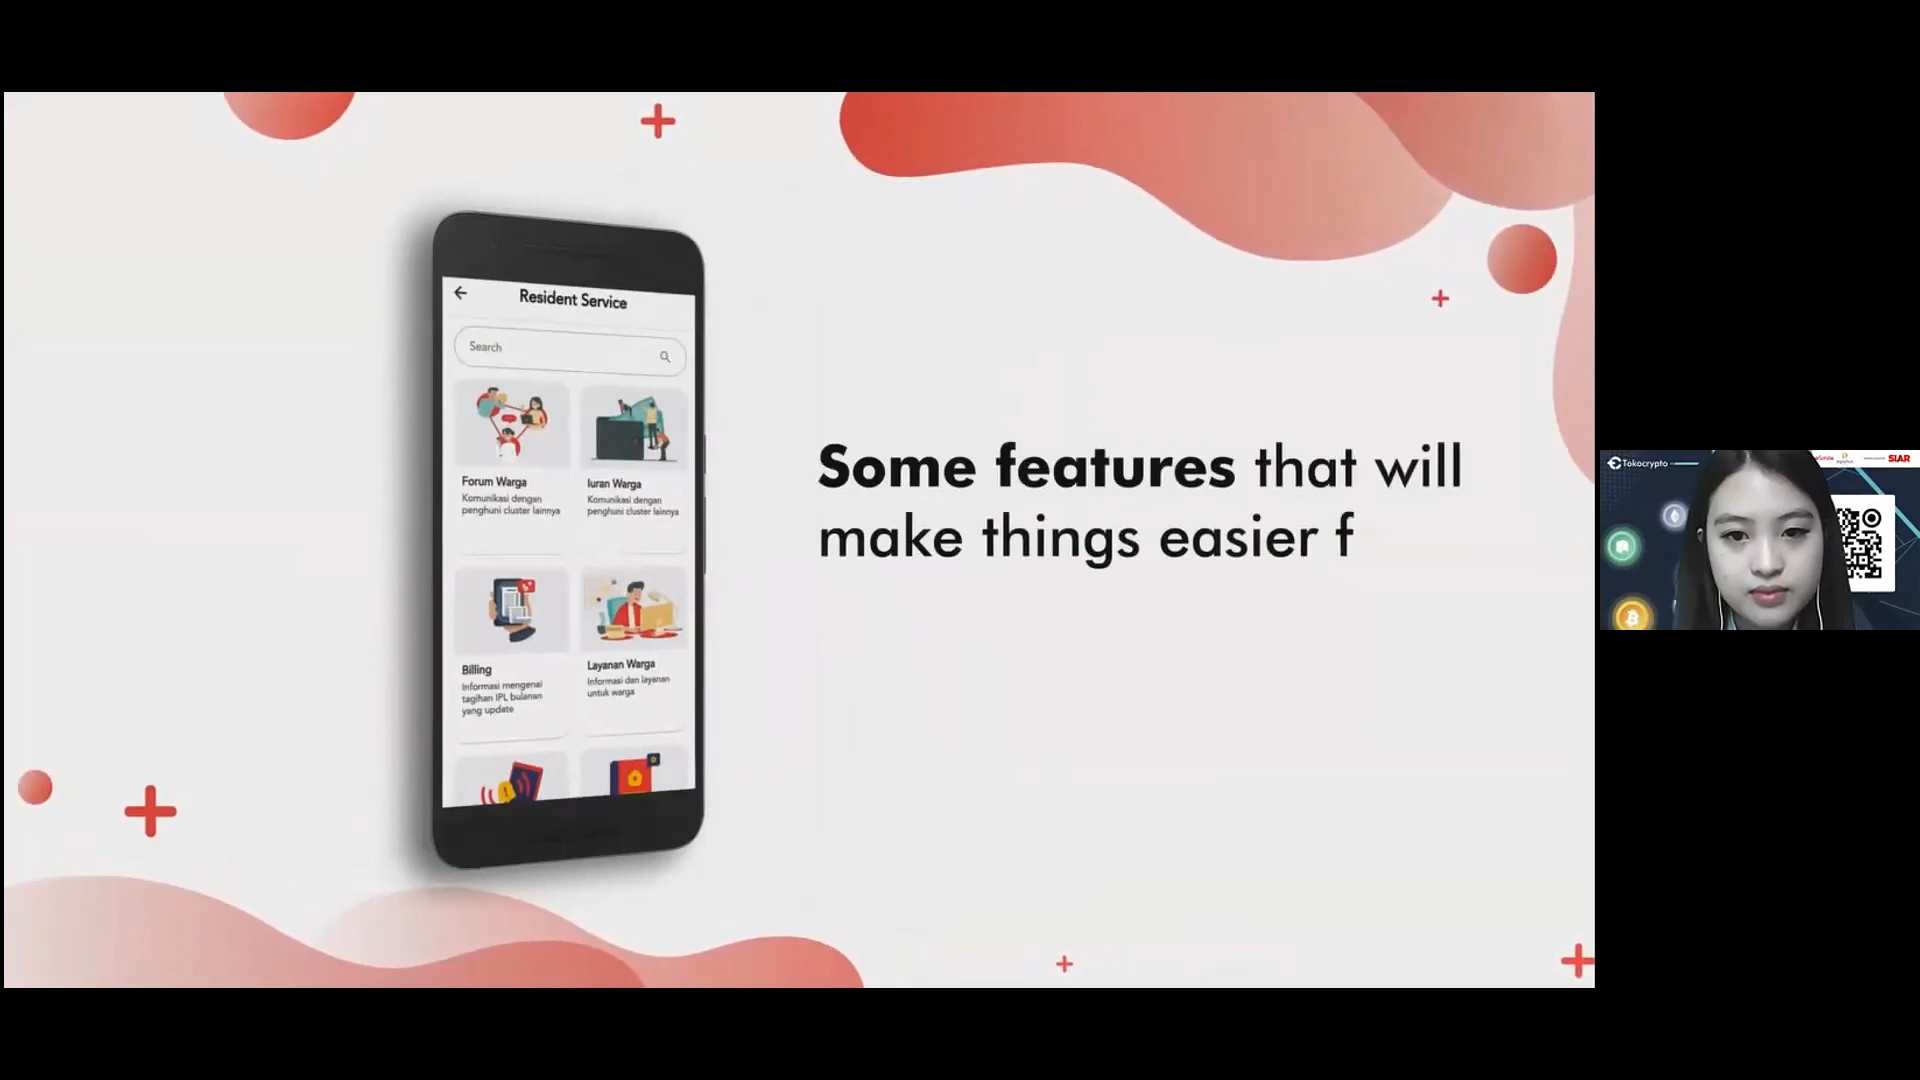 Resident Service
Search
Forum Warga
Komunikasi dengan
penghuni cluster lainnya
Iuran Warga
Komunikasi dengan
penghuni cluster lainnya
Billing
Informasi mengenai
tagihan IPL bulanan
yang update
Layanan Warga
Informasi dan layanan
untuk warga
Some features that will
make things easier f
Tokocrypto
SIAR